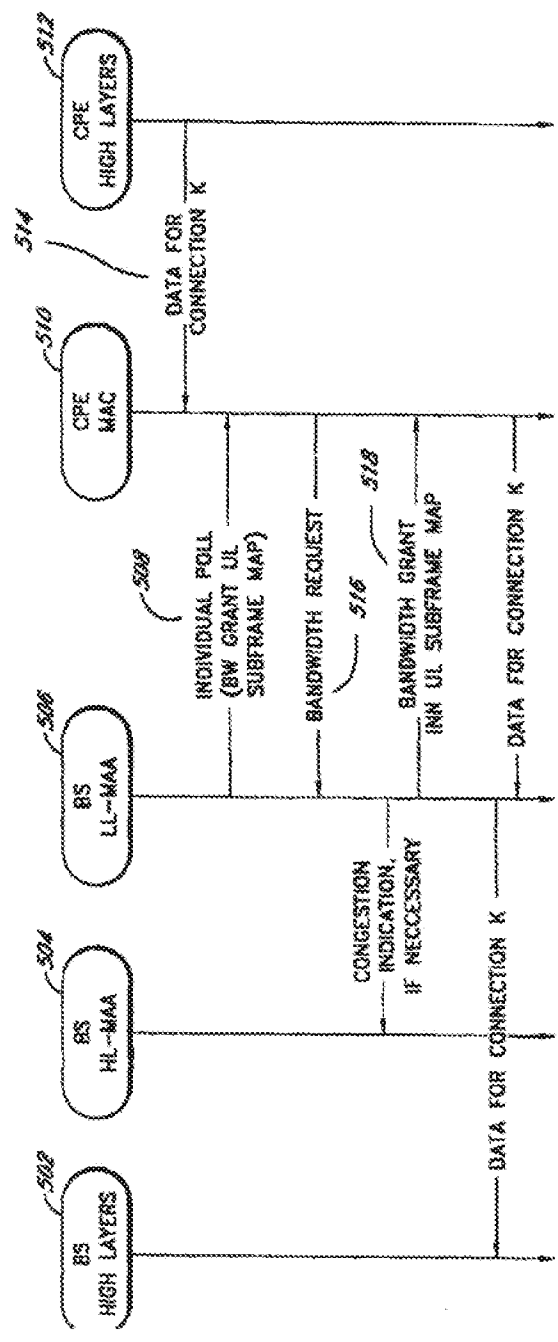 502
BS
HIGH LAYERS
504
BS
HL-MAA
506
BS
LL-MAA
510
CPE
MAC
512
CPE
HIGH LAYERS
514
DATA FOR
CONNECTION K
508
INDIVIDUAL POLL
(BW GRANT UL
SUBFRAME MAP)
BANDWIDTH REQUEST
516
518
BANDWIDTH GRANT
INN UL SUBFRAME MAP
CONGESTION
INDICATION,
IF NECCESSARY
DATA FOR CONNECTION K
DATA FOR CONNECTION K